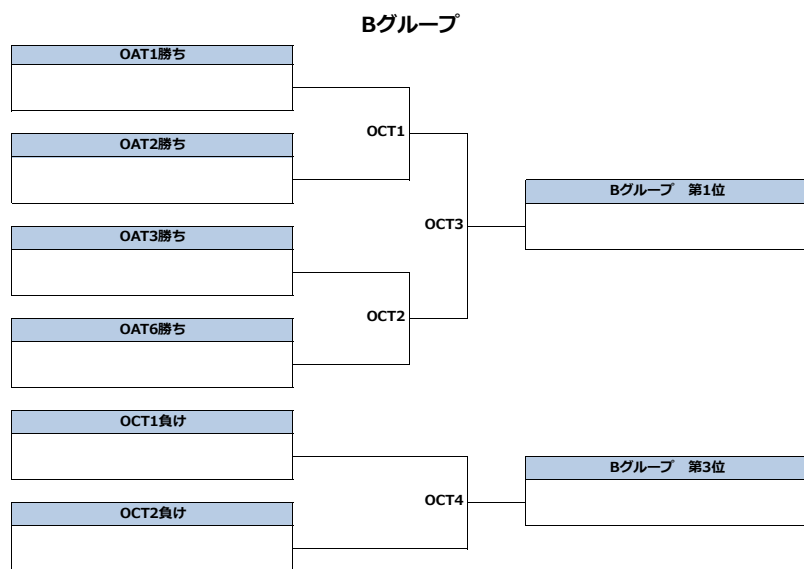 Bグループ
OAT1勝ち
OCT1
OAT2勝ち
Bグループ　第1位
OAT3勝ち
OCT3
OCT2
OAT6勝ち
OCT1負け
Bグループ　第3位
OCT4
OCT2負け